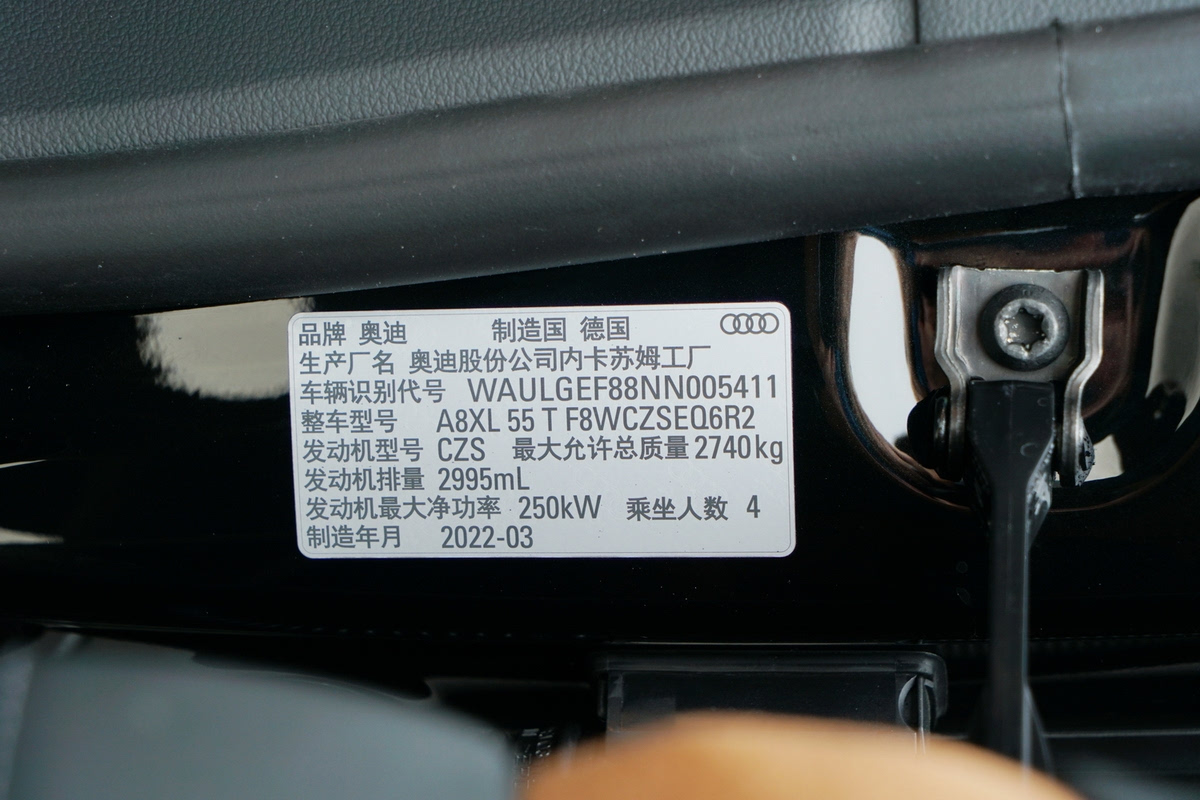 品牌 奥迪 制造国 德国
生产厂名 奥迪股份公司内卡苏姆工厂
车辆识别代号 WAULGEF88NN005411
整车型号 A8XL 55 T F8WCZSEQ6R2
发动机型号 CZS 最大允许总质量 2740kg
发动机排量 2995mL
发动机最大净功率 250kW 乘坐人数 4
制造年月 2022-03